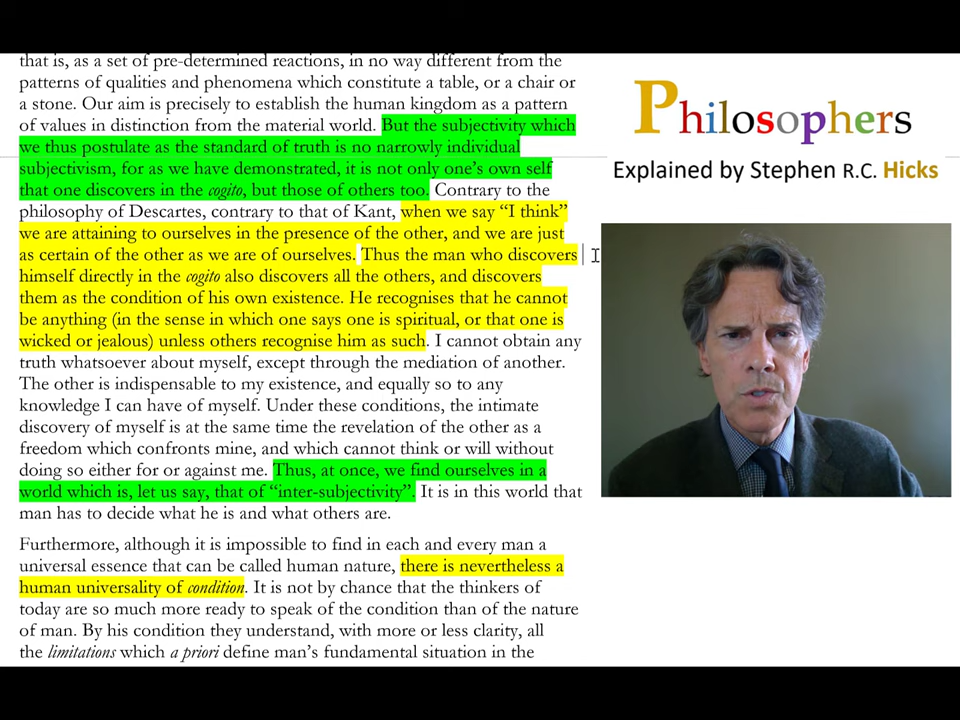 that is, as a set of pre-determined reactions, in no way different from the
patterns of qualities and phenomena which constitute a table, or a chair or
a stone. Our aim is precisely to establish the human kingdom as a pattern
of values in distinction from the material world. But the subjectivity which
we thus postulate as the standard of truth is no narrowly individual
subjectivism, for as we have demonstrated, it is not only one's own self
that one discovers in the cogito, but those of others too. Contrary to the
philosophy of Descartes, contrary to that of Kant, when we say “I think”
we are attaining to ourselves in the presence of the other, and we are just
as certain of the other as we are of ourselves. Thus the man who discovers
himself directly in the cogito also discovers all the others, and discovers
them as the condition of his own existence. He recognises that he cannot
be anything (in the sense in which one says one is spiritual, or that one is
wicked or jealous) unless others recognise him as such. I cannot obtain any
truth whatsoever about myself, except through the mediation of another.
The other is indispensable to my existence, and equally so to any
knowledge I can have of myself. Under these conditions, the intimate
discovery of myself is at the same time the revelation of the other as a
freedom which confronts mine, and which cannot think or will without
doing so either for or against me. Thus, at once, we find ourselves in a
world which is, let us say, that of “inter-subjectivity”. It is in this world that
man has to decide what he is and what others are.
Furthermore, although it is impossible to find in each and every man a
universal essence that can be called human nature, there is nevertheless a
human universality of condition. It is not by chance that the thinkers of
today are so much more ready to speak of the condition than of the nature
of man. By his condition they understand, with more or less clarity, all
the limitations which a priori define man's fundamental situation in the
Philosophers
Explained by Stephen R.C. Hicks